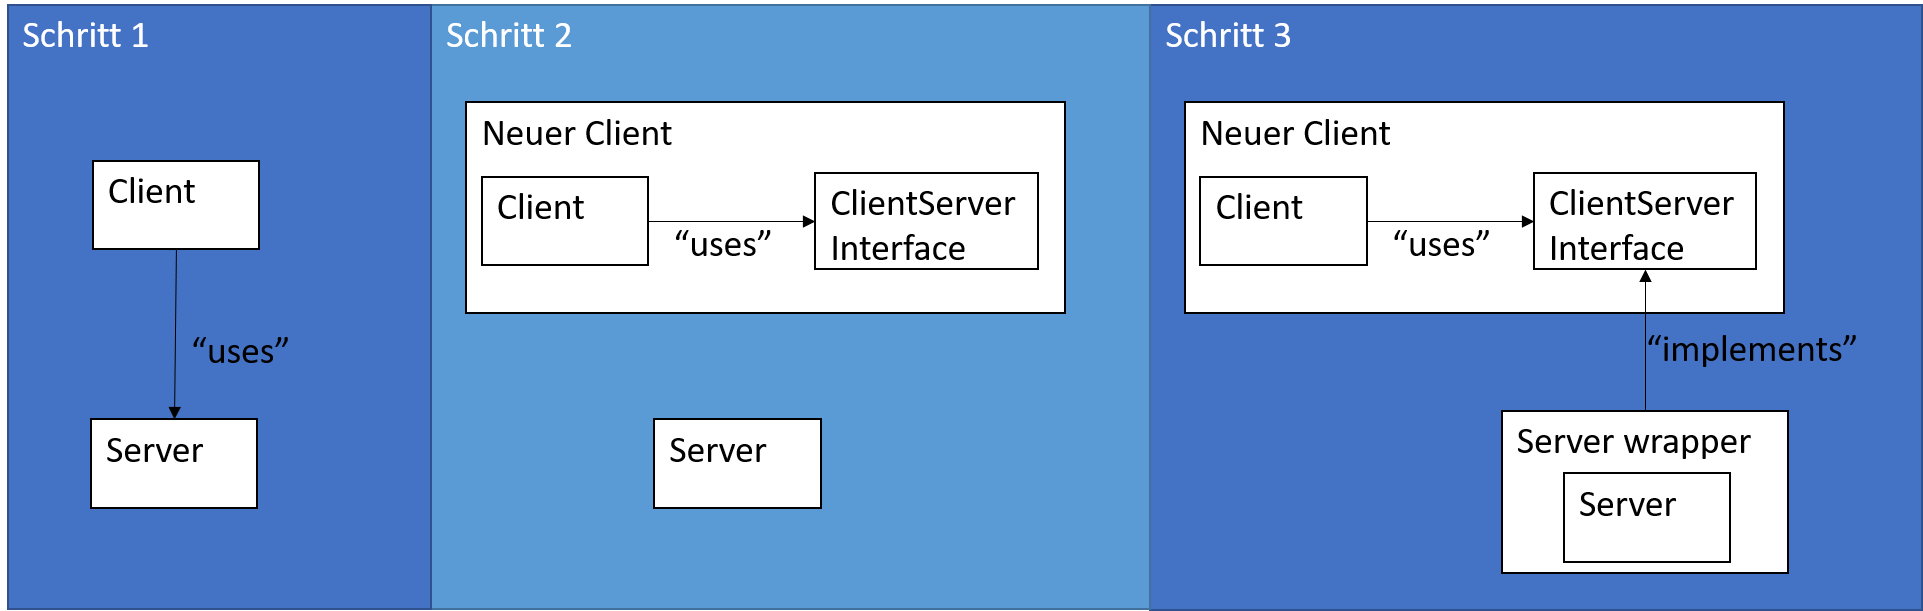 Schritt 1
Client
“uses”
Server
Schritt 2
Neuer Client
Client
“uses”
ClientServer
Interface
Server
Schritt 3
Neuer Client
Client
“uses”
ClientServer
Interface
“implements”
Server wrapper
Server